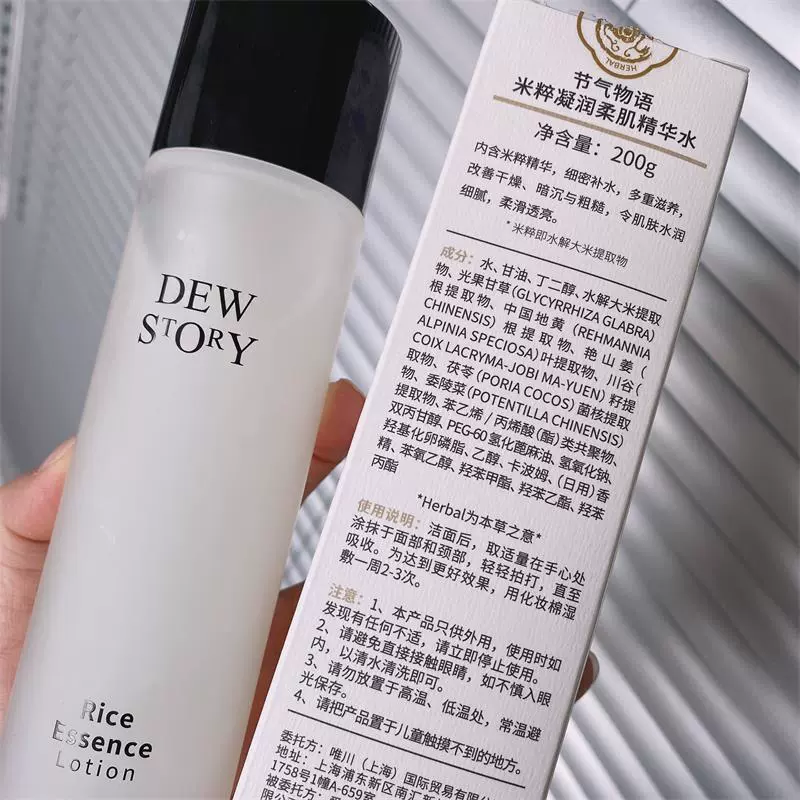 DEW
STORY
Rice
Essence
Lotion
HERBAL
节气物语
米粹凝润柔肌精华水
净含量：200g
内含米粹精华，细密补水，多重滋养，
改善干燥、暗沉与粗糙，令肌肤水润
细腻，柔滑透亮。
*米粹即水解大米提取物
成分：水、甘油、丁二醇、水解大米提取
物、光果甘草(GLYCYRRHIZA GLABRA)
根提取物、中国地黄(REHMANNIA
CHINENSIS)根提取物、艳山姜(
ALPINIA SPECIOSA)叶提取物、川谷(
COIX LACRYMA-JOBI MA-YUEN)籽提
取物、茯苓(PORIA COCOS)菌核提取
物、委陵菜(POTENTILLA CHINENSIS)
提取物、苯乙烯/丙烯酸(酯)类共聚物、
双丙甘醇、PEG-60氢化蓖麻油、氢氧化钠、
羟基化卵磷脂、乙醇、卡波姆、(日用)香
精、苯氧乙醇、羟苯甲酯、羟苯乙酯、羟苯
丙酯
*Herbal为本草之意*
使用说明：洁面后，取适量在手心处
涂抹于面部和颈部，轻轻拍打，直至
吸收。为达到更好效果，用化妆棉湿
敷一周2-3次。
注意：1、本产品只供外用，使用时如
发现有任何不适，请立即停止使用。
2、请避免直接接触眼睛，如不慎入眼
内，以清水清洗即可。
3、请勿放置于高温、低温处，常温避
光保存。
4、请把产品置于儿童触摸不到的地方。
委托方：唯川（上海）国际贸易有限公
地址：上海浦东新区南汇新
1758号1幢A-659室
被委托方：
限公司